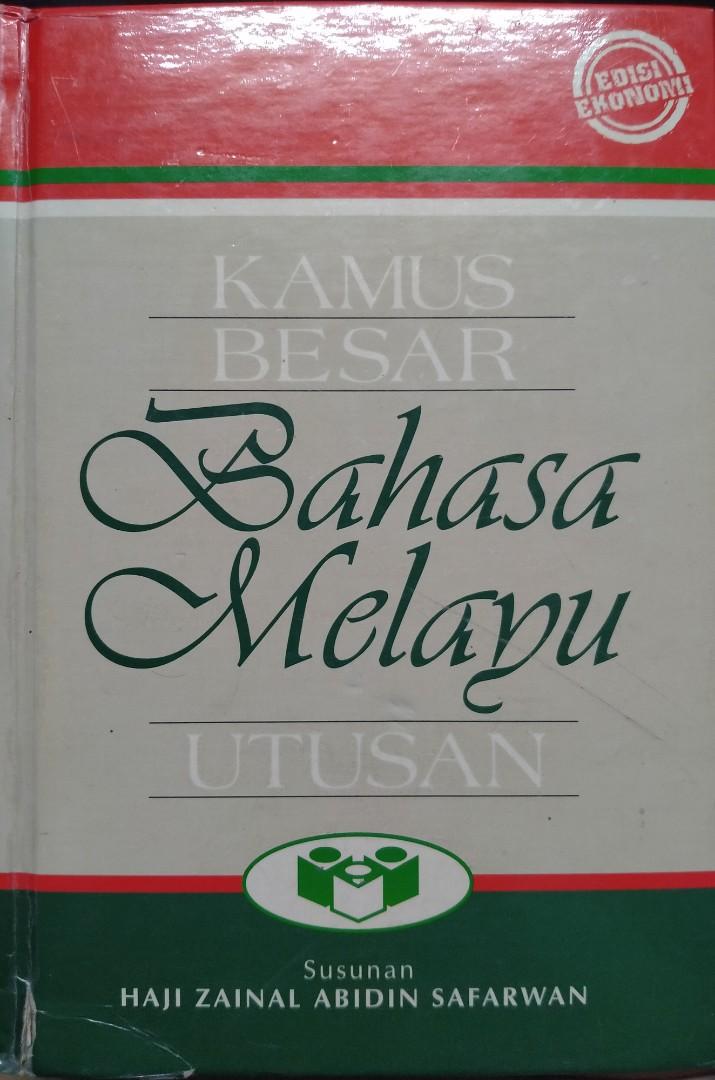 EDISI
EKONOMI
KAMUS
BESAR
Bahasa
Melayu
UTUSAN
Susunan
HAJI ZAINAL ABIDIN SAFARWAN